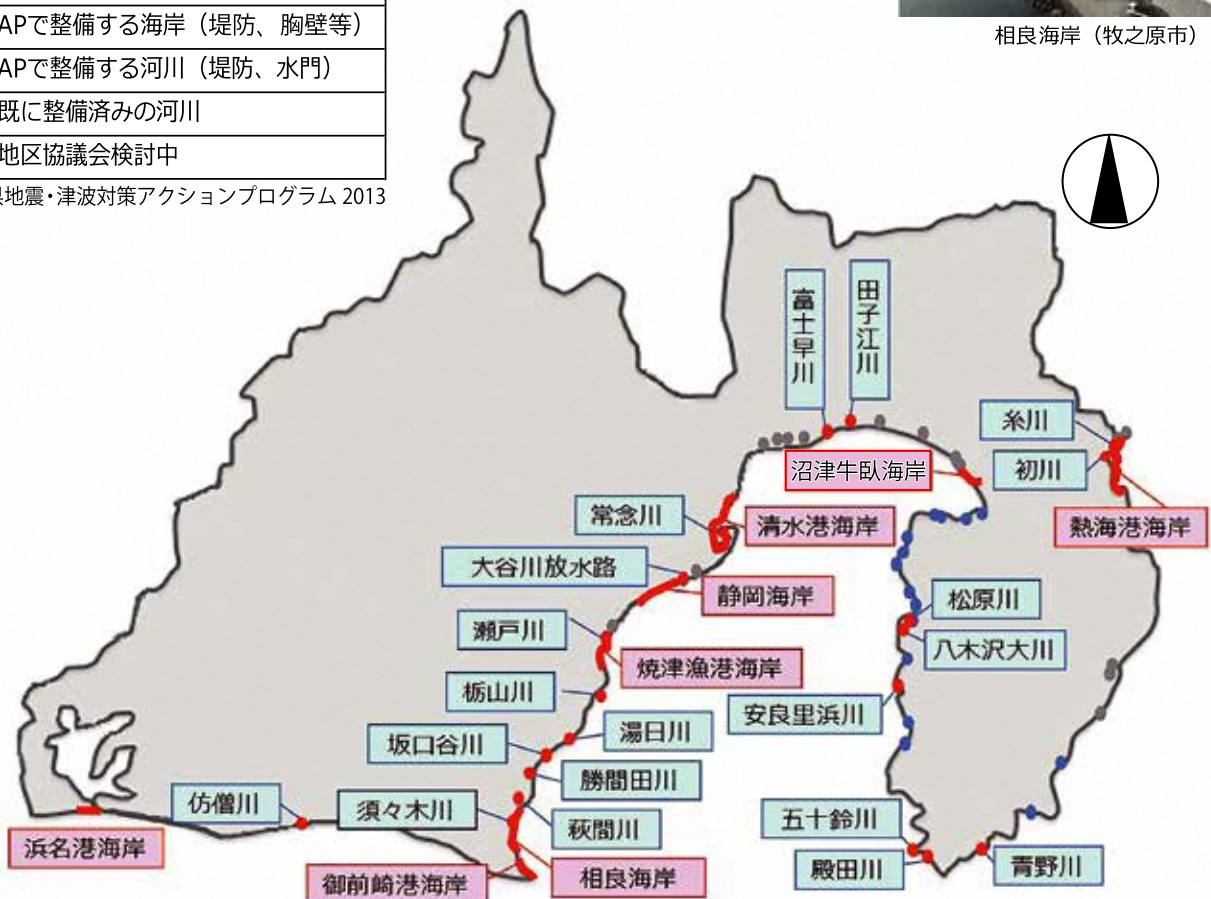 APで整備する海岸（堤防、胸壁等）
APで整備する河川（堤防、水門）
既に整備済みの河川
地区協議会検討中
県地震・津波対策アクションプログラム 2013
相良海岸（牧之原市）
富士早川
田子江川
糸川
沼津牛臥海岸
初川
常念川
清水港海岸
熱海港海岸
大谷川放水路
静岡海岸
松原川
瀬戸川
八木沢大川
焼津漁港海岸
栃山川
安良里浜川
湯日川
坂口谷川
勝間田川
仿僧川
須々木川
五十鈴川
萩間川
浜名港海岸
殿田川
青野川
御前崎港海岸
相良海岸